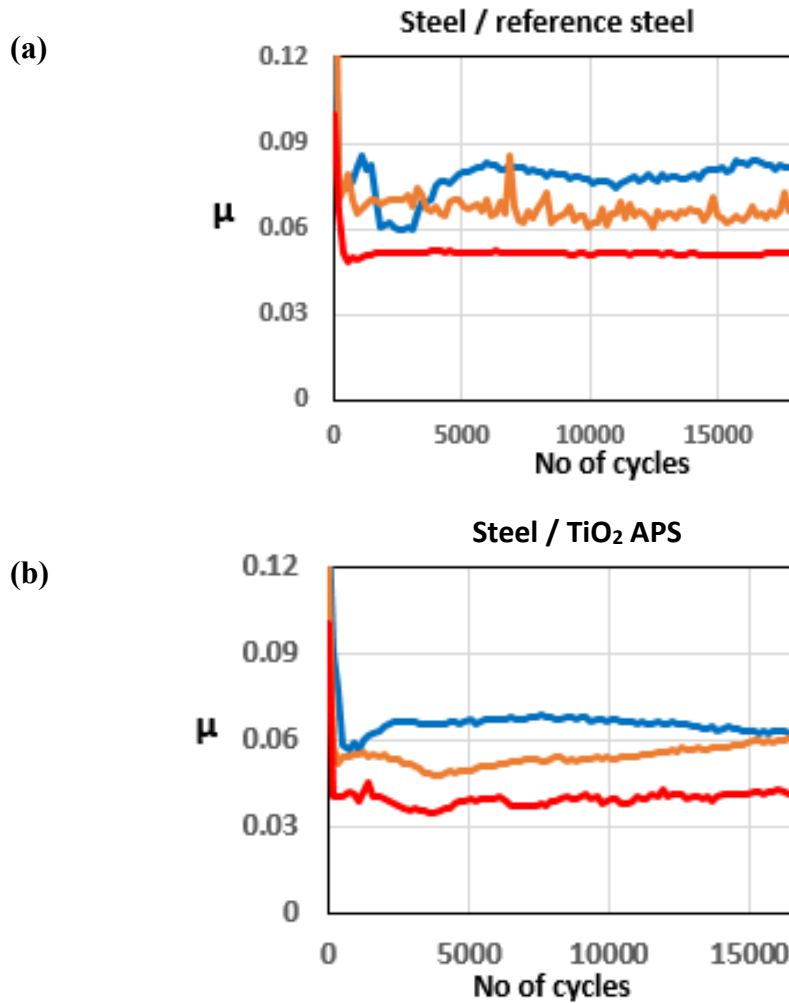 (a)
Steel / reference steel
0.12
0.09
μ
0.06
0.03
0
0 5000 10000 15000
No of cycles
(b)
Steel / TiO₂ APS
0.12
0.09
μ
0.06
0.03
0
0 5000 10000 15000
No of cycles